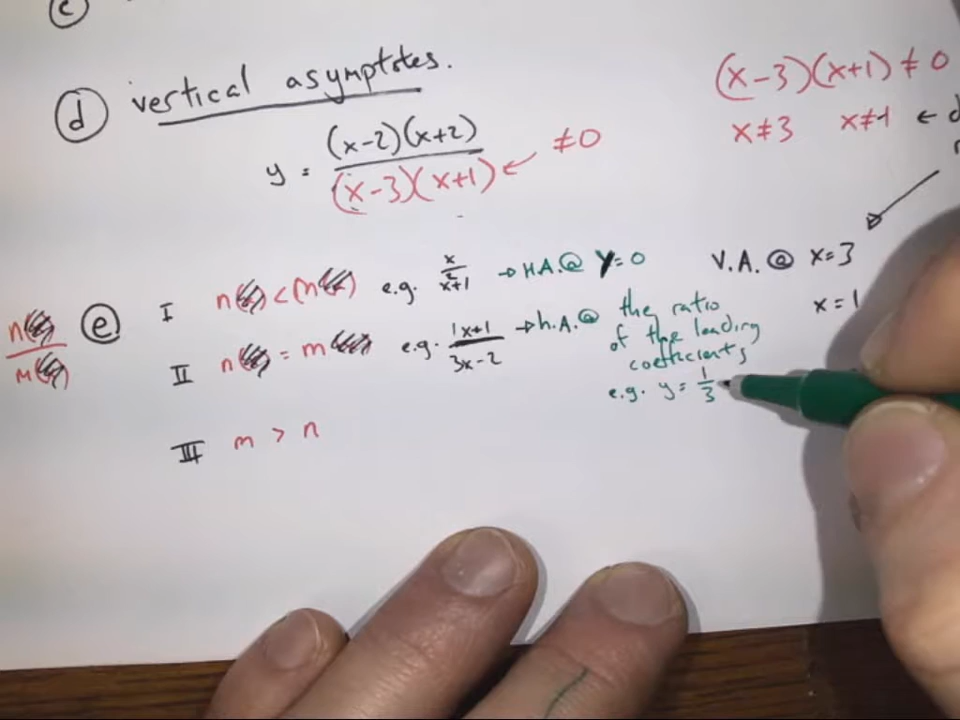 c
d vertical asymptotes.
y = (x-2)(x+2) / (x-3)(x+1) ← ≠0
(x-3)(x+1) ≠ 0
x≠3 x≠1 ←
V.A. @ x=3
x=1
n / m
e I n < m e.g. x / x²+1 → H.A. @ y=0
II n = m e.g. 1x+1 / 3x-2 → h.A. @ the ratio
of the leading
coefficients
e.g. y = 1/3
III m > n